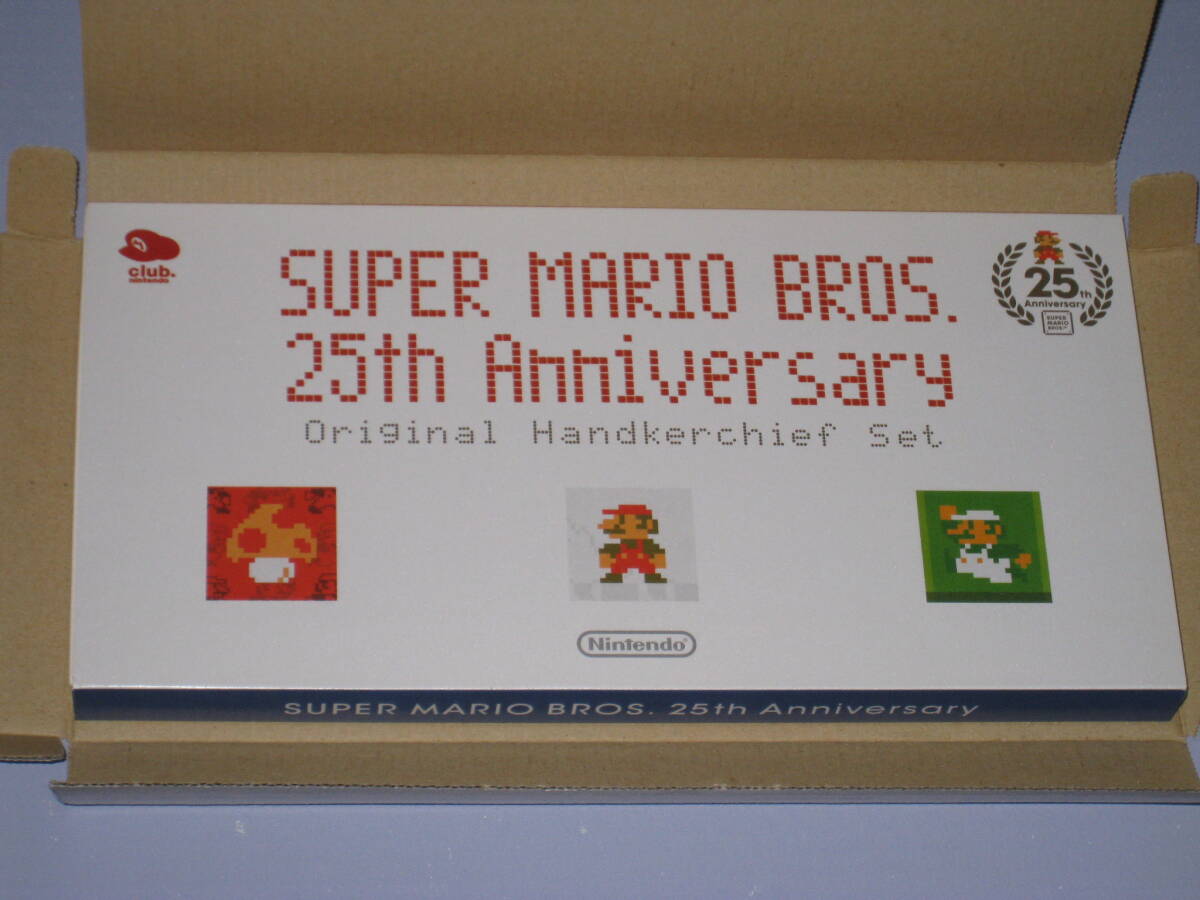 club.
nintendo
SUPER MARIO BROS.
25th Anniversary
Original Handkerchief Set
25th
Anniversary
SUPER
MARIO
BROS.
Nintendo®
SUPER MARIO BROS. 25th Anniversary